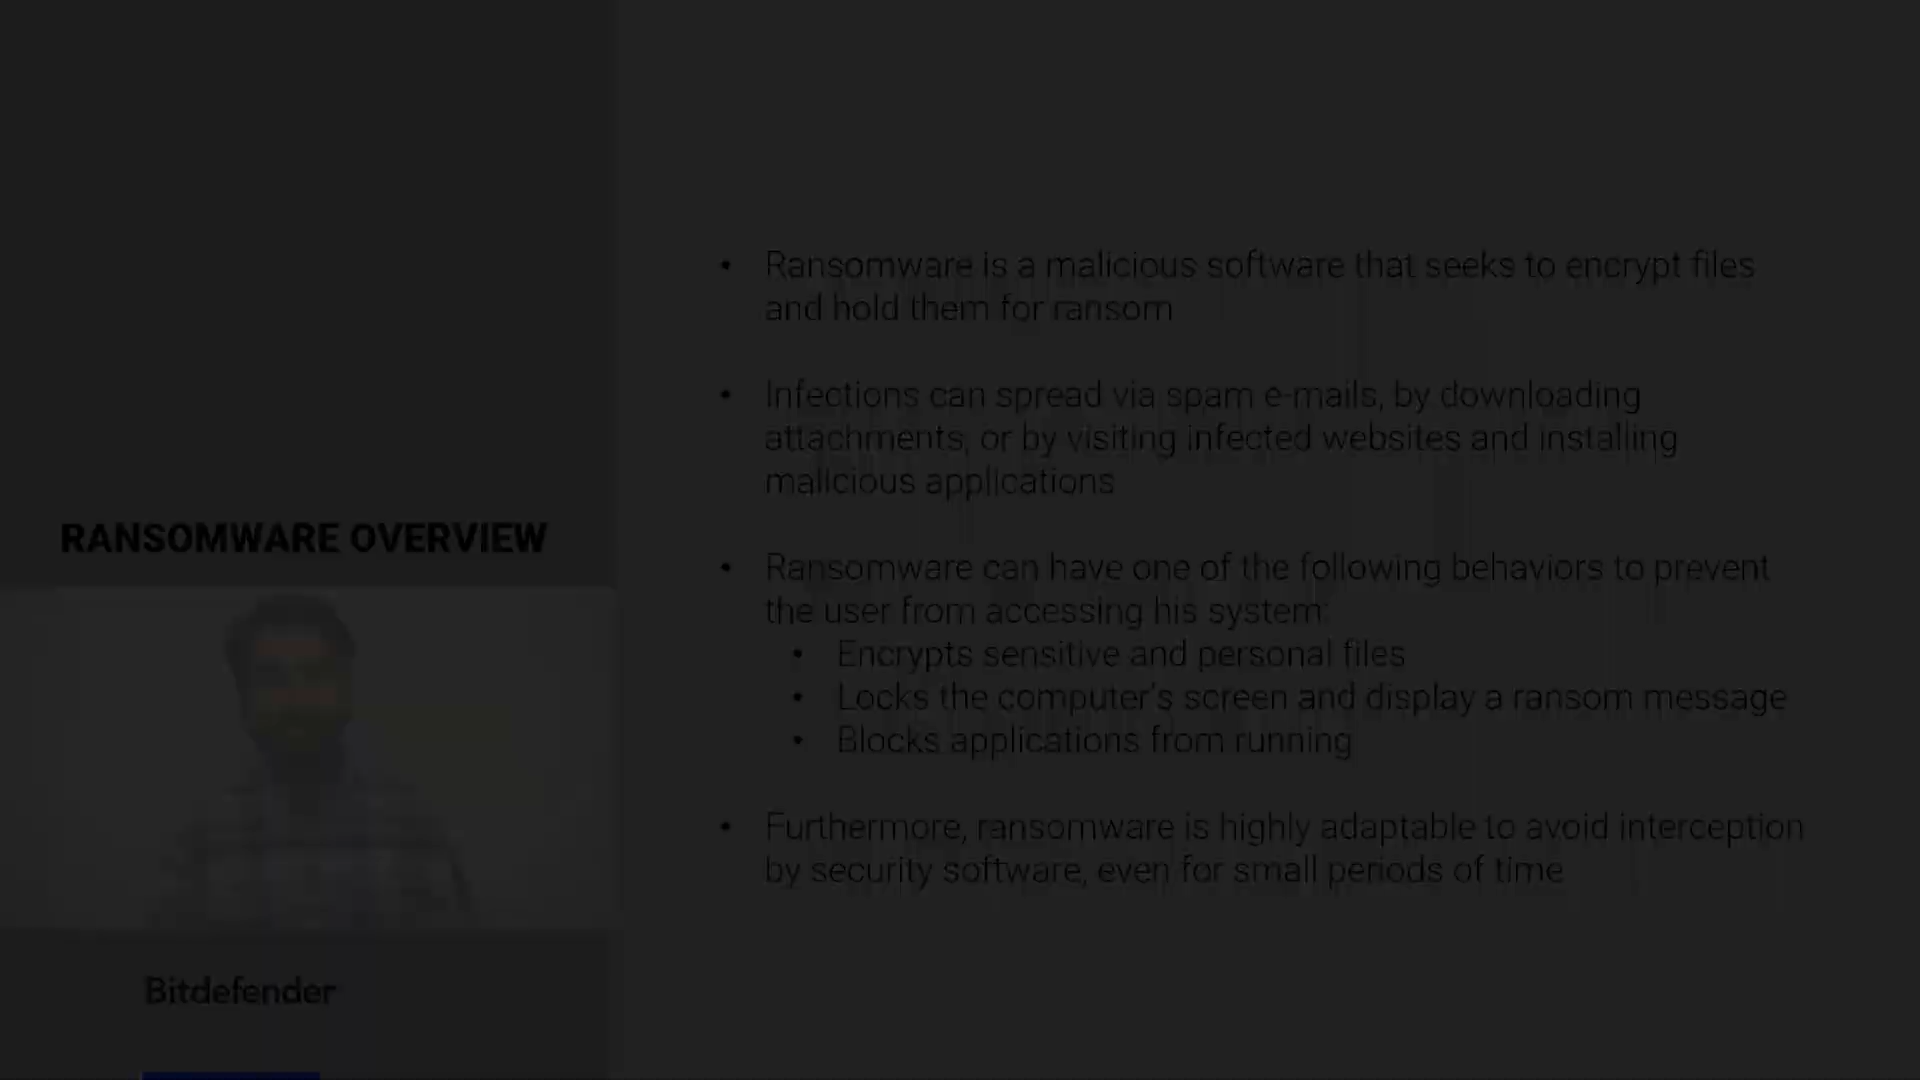 RANSOMWARE OVERVIEW
• Ransomware is a malicious software that seeks to encrypt files
and hold them for ransom
• Infections can spread via spam e-mails, by downloading
attachments, or by visiting infected websites and installing
malicious applications
• Ransomware can have one of the following behaviors to prevent
the user from accessing his system:
• Encrypts sensitive and personal files
• Locks the computer's screen and display a ransom message
• Blocks applications from running
• Furthermore, ransomware is highly adaptable to avoid interception
by security software, even for small periods of time
Bitdefender